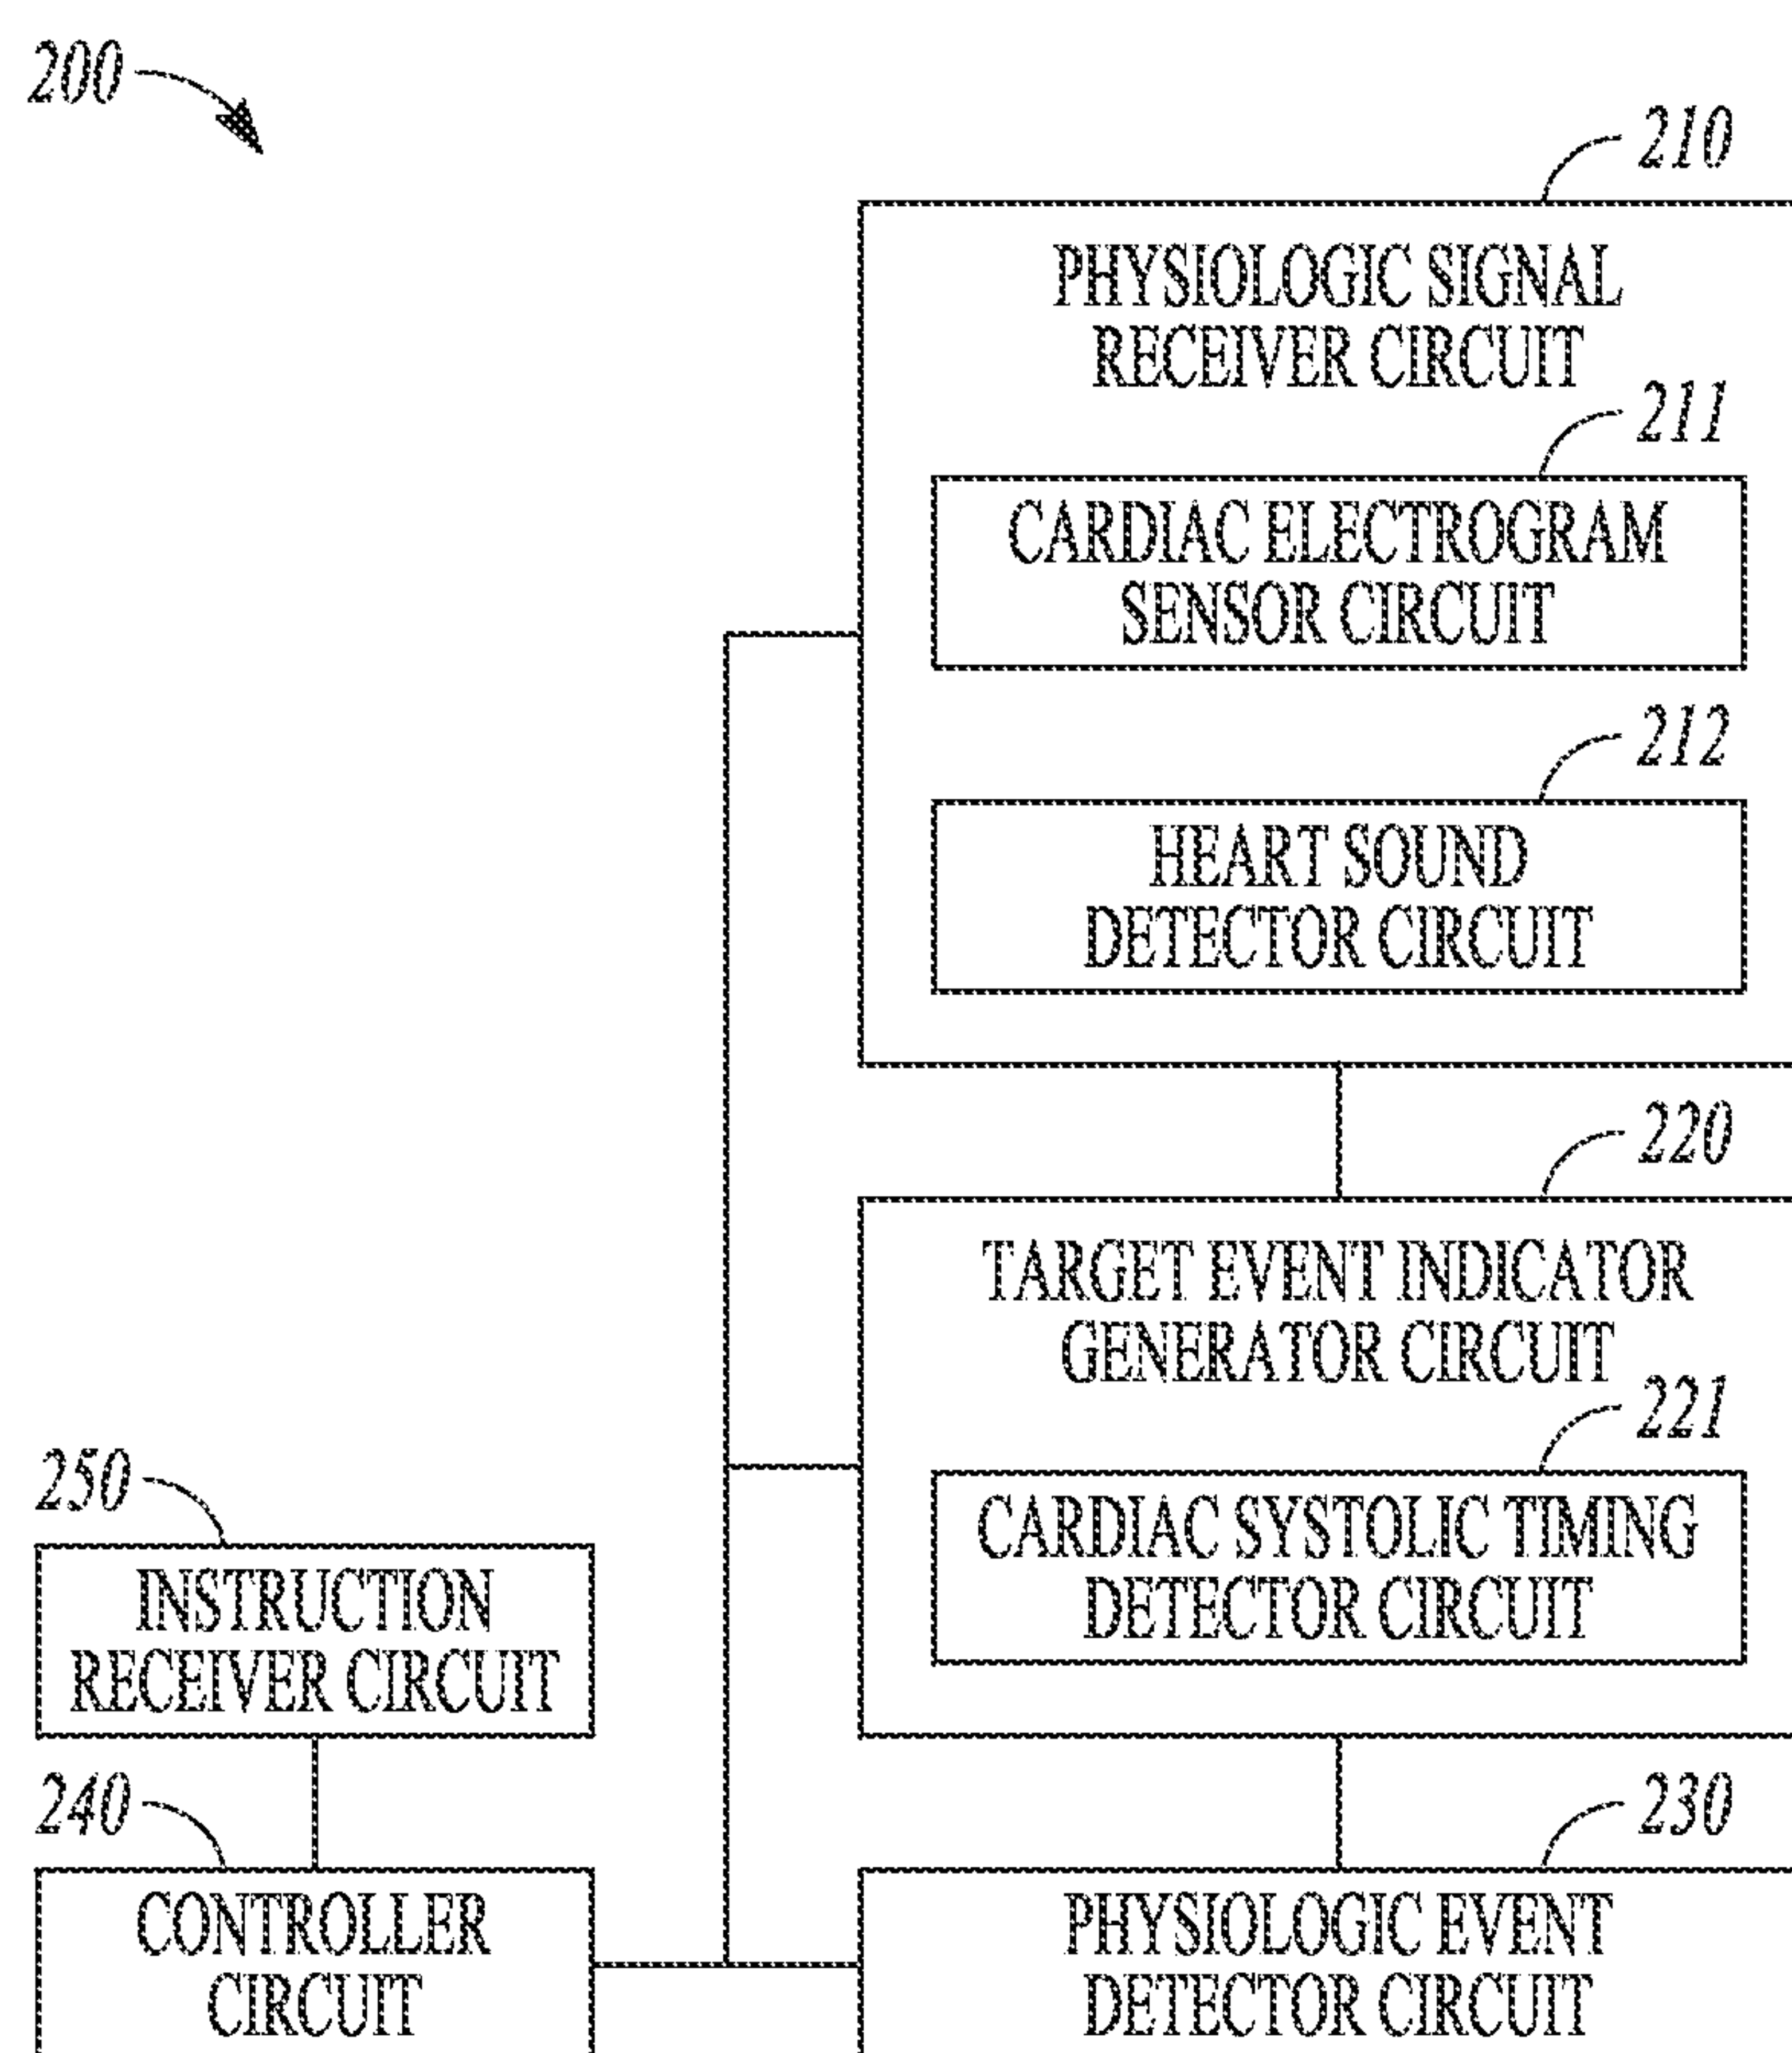 200
210
PHYSIOLOGIC SIGNAL
RECEIVER CIRCUIT
211
CARDIAC ELECTROGRAM
SENSOR CIRCUIT
212
HEART SOUND
DETECTOR CIRCUIT
220
TARGET EVENT INDICATOR
GENERATOR CIRCUIT
221
CARDIAC SYSTOLIC TIMING
DETECTOR CIRCUIT
250
INSTRUCTION
RECEIVER CIRCUIT
240
CONTROLLER
CIRCUIT
230
PHYSIOLOGIC EVENT
DETECTOR CIRCUIT